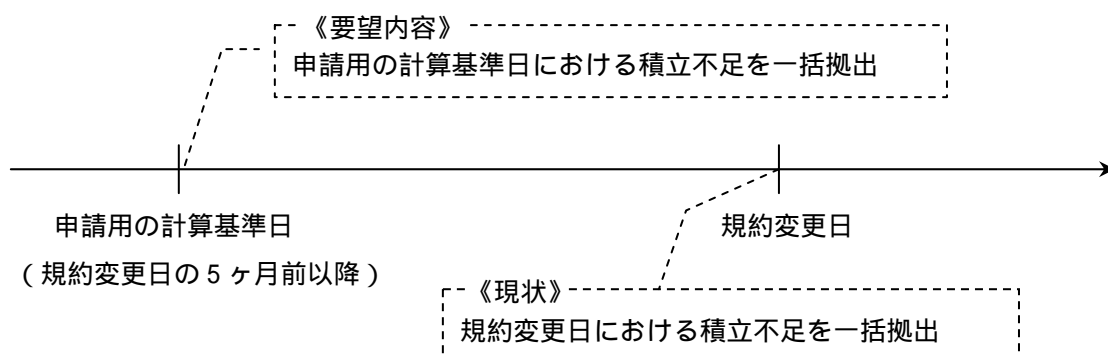 《要望内容》
申請用の計算基準日における積立不足を一括拠出
申請用の計算基準日
規約変更日
(規約変更日の5ヶ月前以降)
《現状》
規約変更日における積立不足を一括拠出